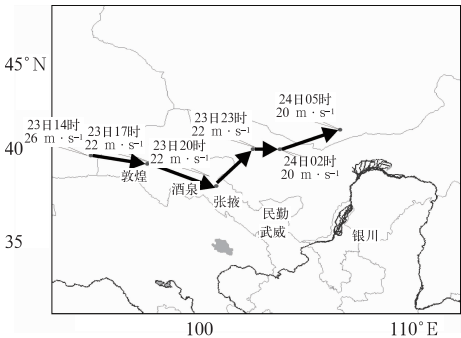 45°N
40
35
23日14时
26 m·s⁻¹
23日17时
22 m·s⁻¹
23日20时
22 m·s⁻¹
23日23时
22 m·s⁻¹
24日02时
20 m·s⁻¹
24日05时
20 m·s⁻¹
敦煌
酒泉
张掖
民勤
武威
银川
100
110°E